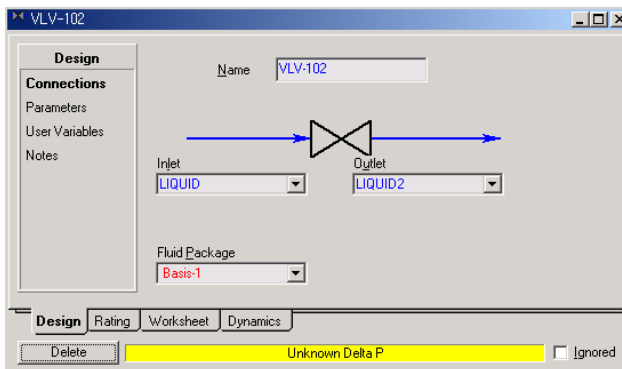 VLV-102
Design
Connections
Parameters
User Variables
Notes
Name VLV-102
Inlet Outlet
LIQUID LIQUID2
Fluid Package
Basis-1
Design Rating Worksheet Dynamics
Delete Unknown Delta P Ignored